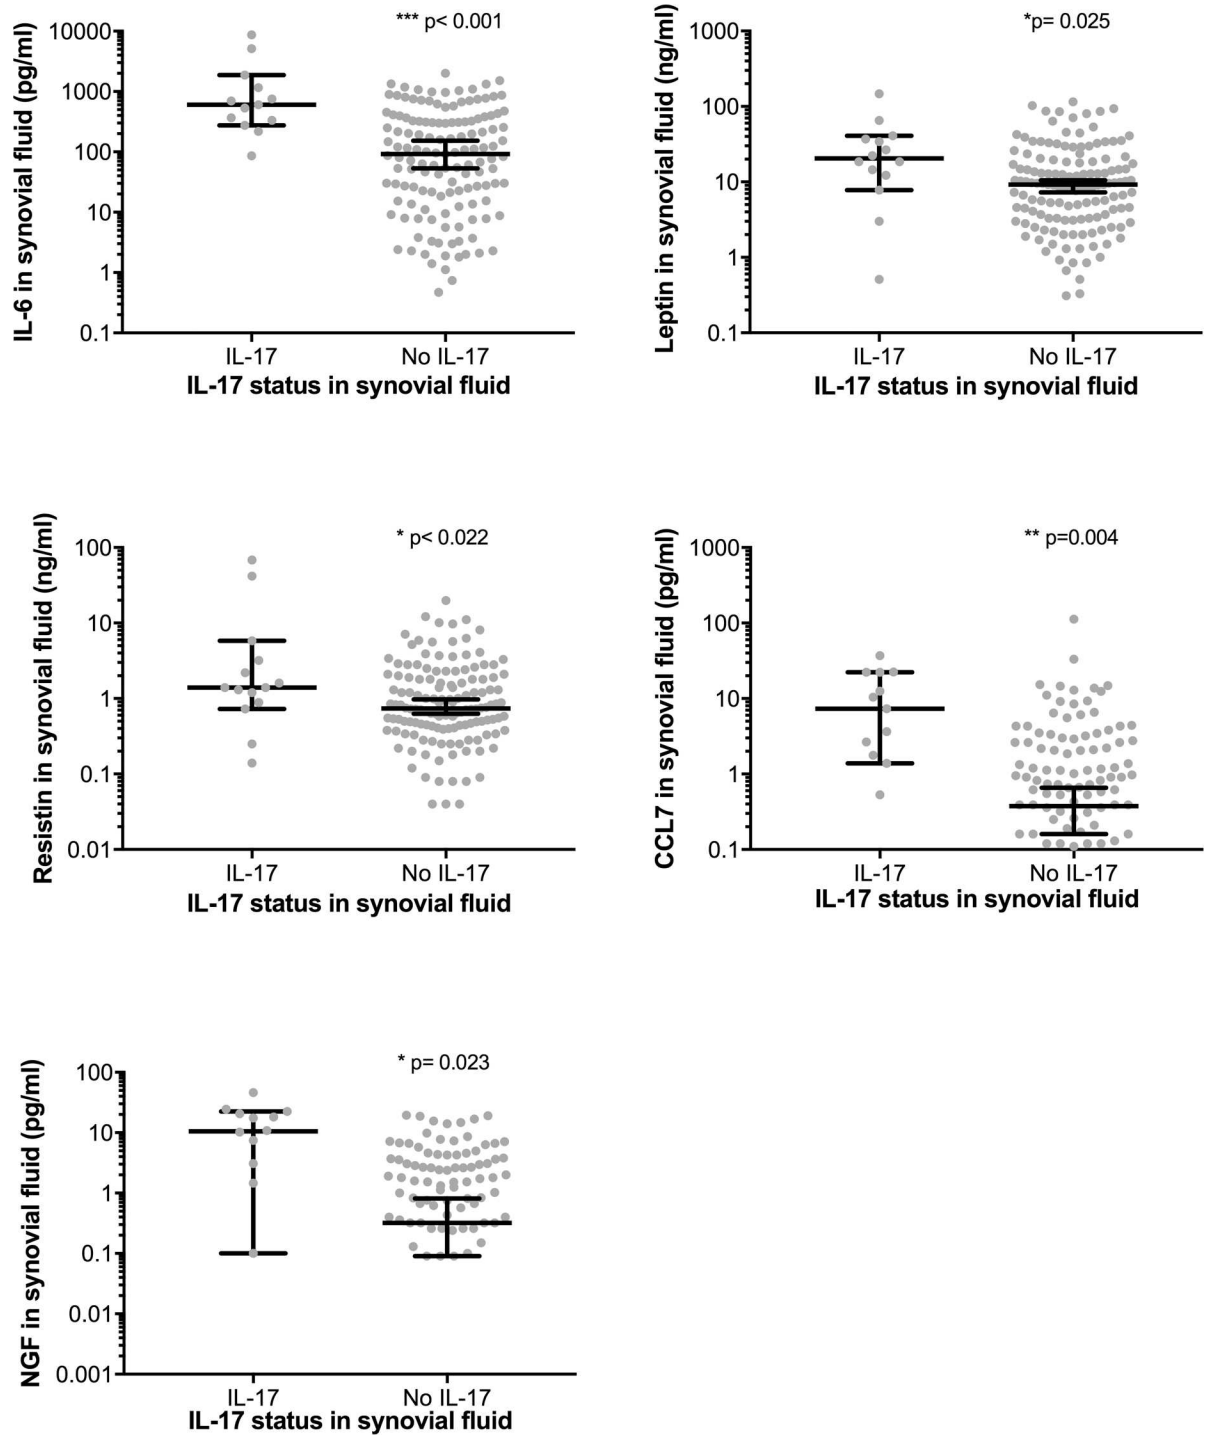 *** p< 0.001
IL-6 in synovial fluid (pg/ml)
10000
1000
100
10
1
0.1
IL-17
No IL-17
IL-17 status in synovial fluid
*p= 0.025
Leptin in synovial fluid (ng/ml)
1000
100
10
1
0.1
IL-17
No IL-17
IL-17 status in synovial fluid
* p< 0.022
Resistin in synovial fluid (ng/ml)
100
10
1
0.1
0.01
IL-17
No IL-17
IL-17 status in synovial fluid
** p=0.004
CCL7 in synovial fluid (pg/ml)
1000
100
10
1
0.1
IL-17
No IL-17
IL-17 status in synovial fluid
* p= 0.023
NGF in synovial fluid (pg/ml)
100
10
1
0.1
0.01
0.001
IL-17
No IL-17
IL-17 status in synovial fluid